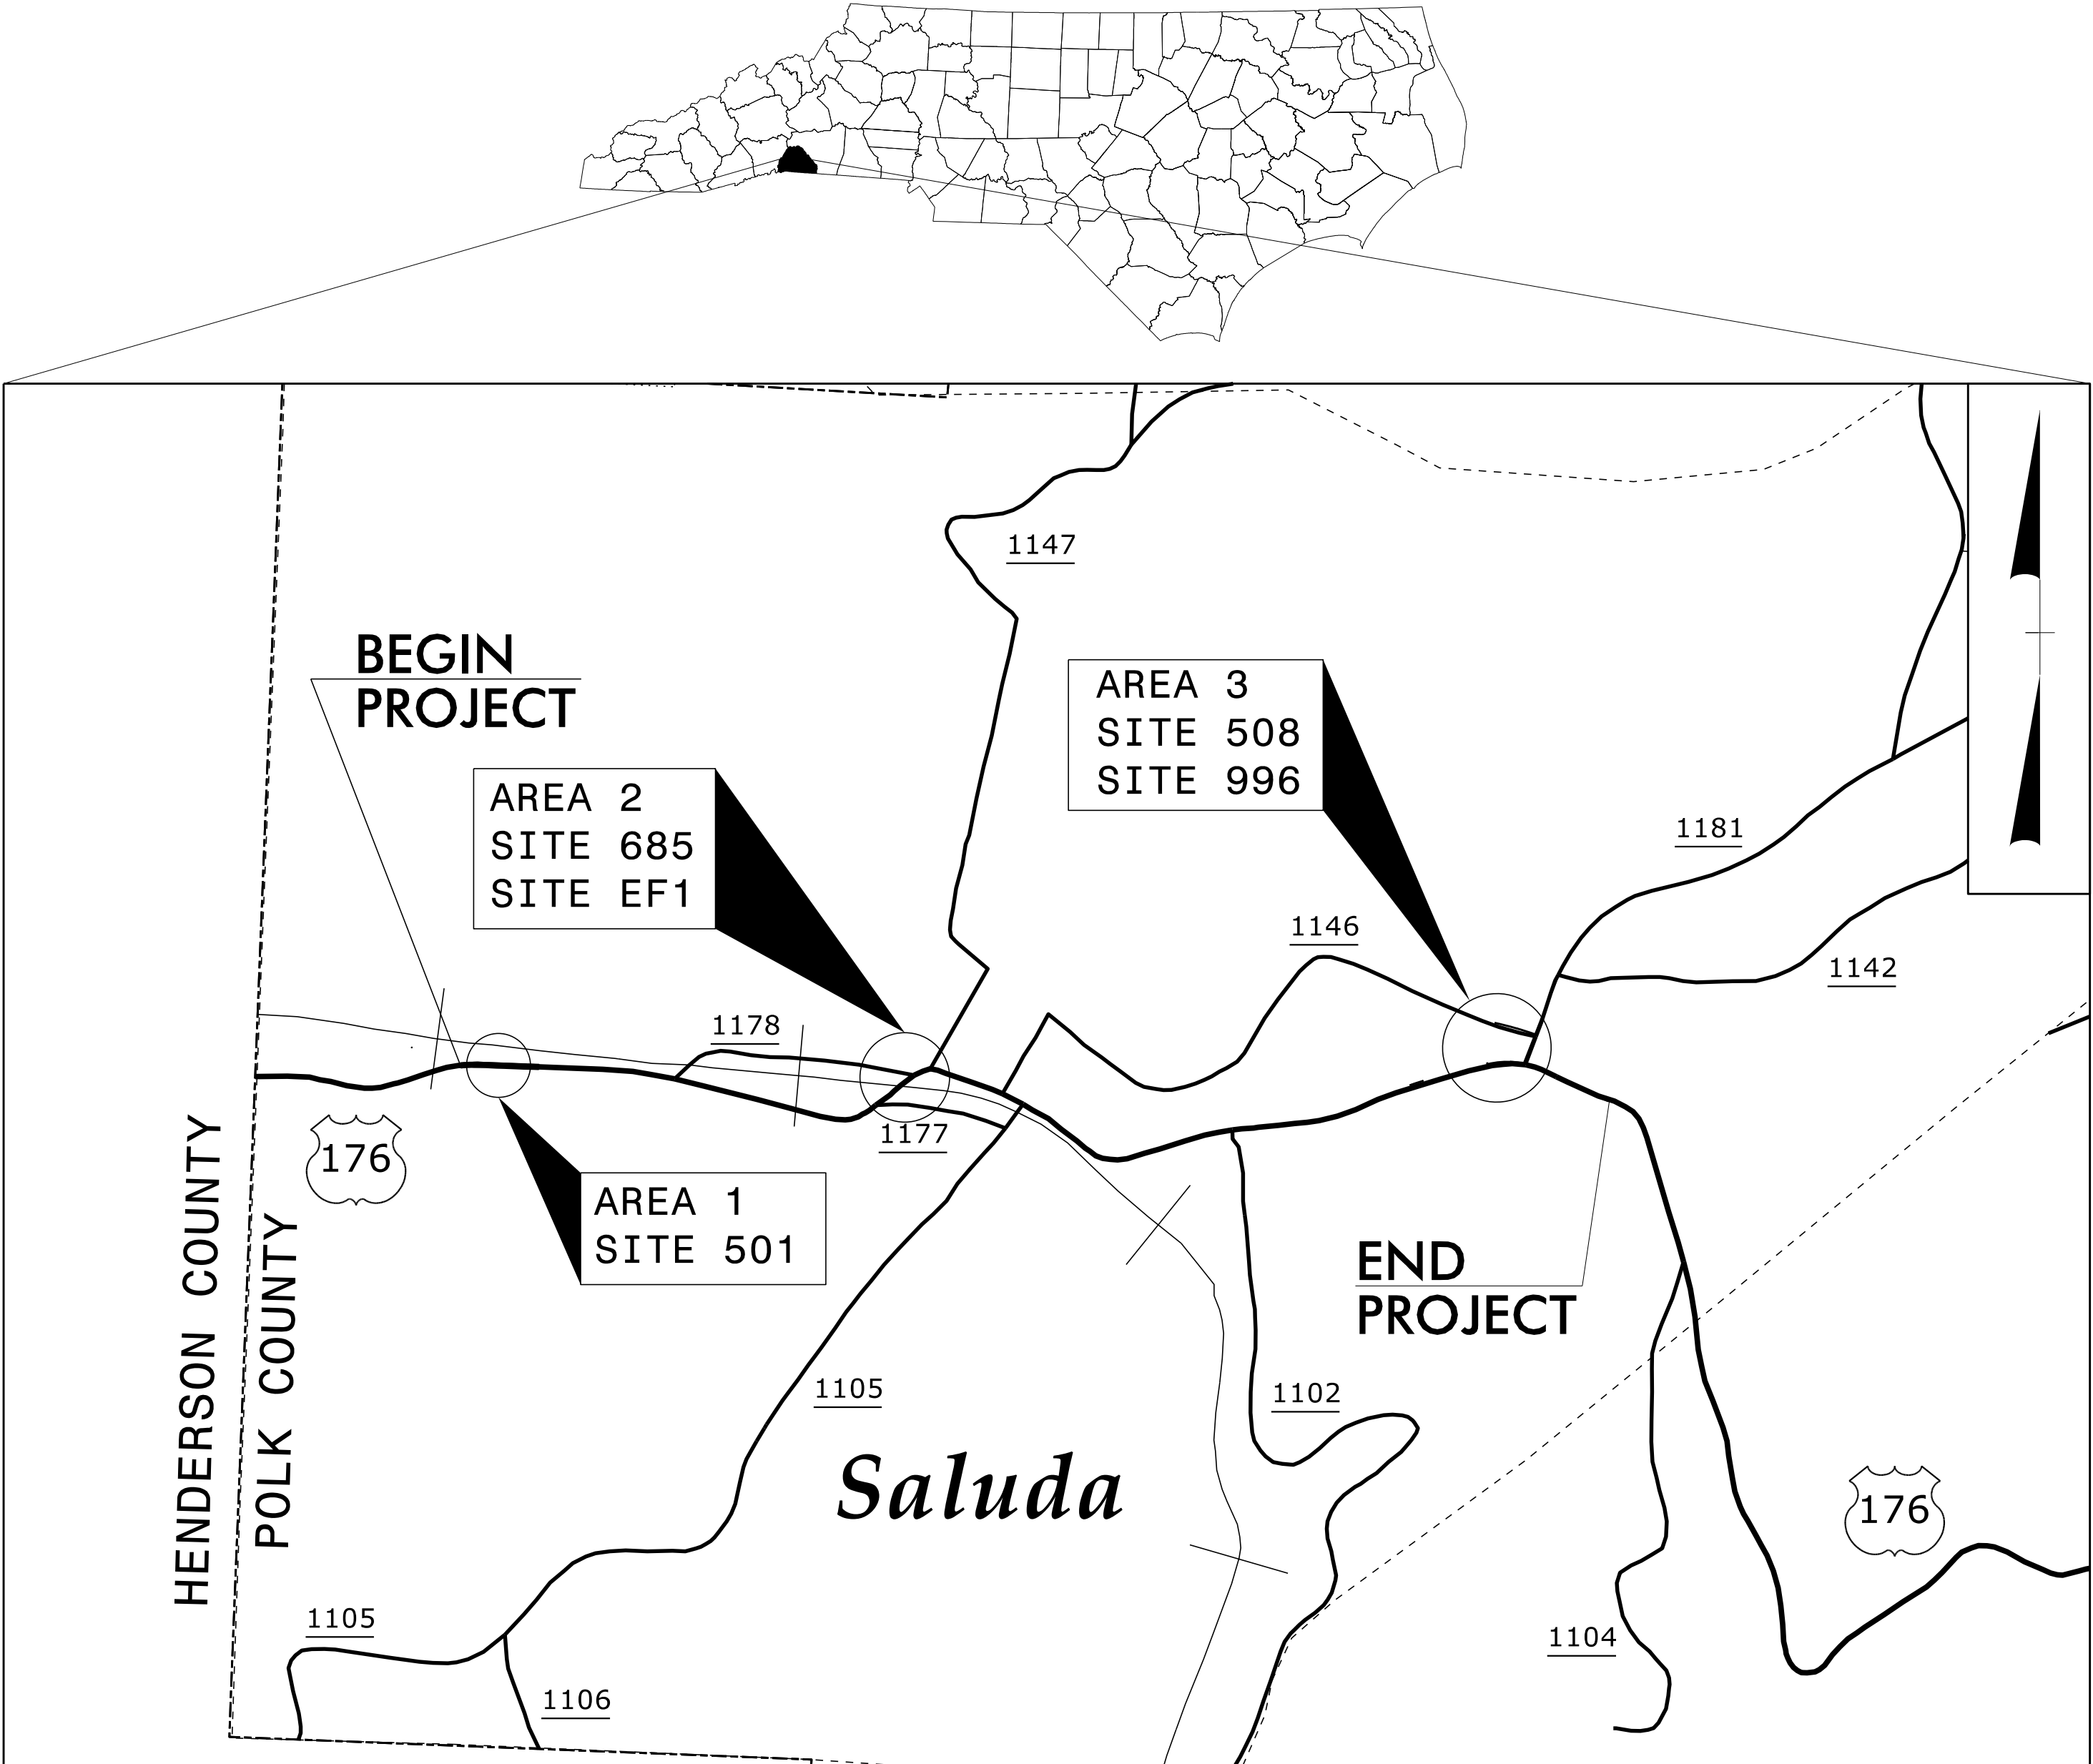 1147
BEGIN
PROJECT
AREA 3
SITE 508
SITE 996
AREA 2
SITE 685
SITE EF1
1181
1146
1142
1178
1177
176
AREA 1
SITE 501
HENDERSON COUNTY
POLK COUNTY
END
PROJECT
1105
1102
Saluda
176
1105
1104
1106